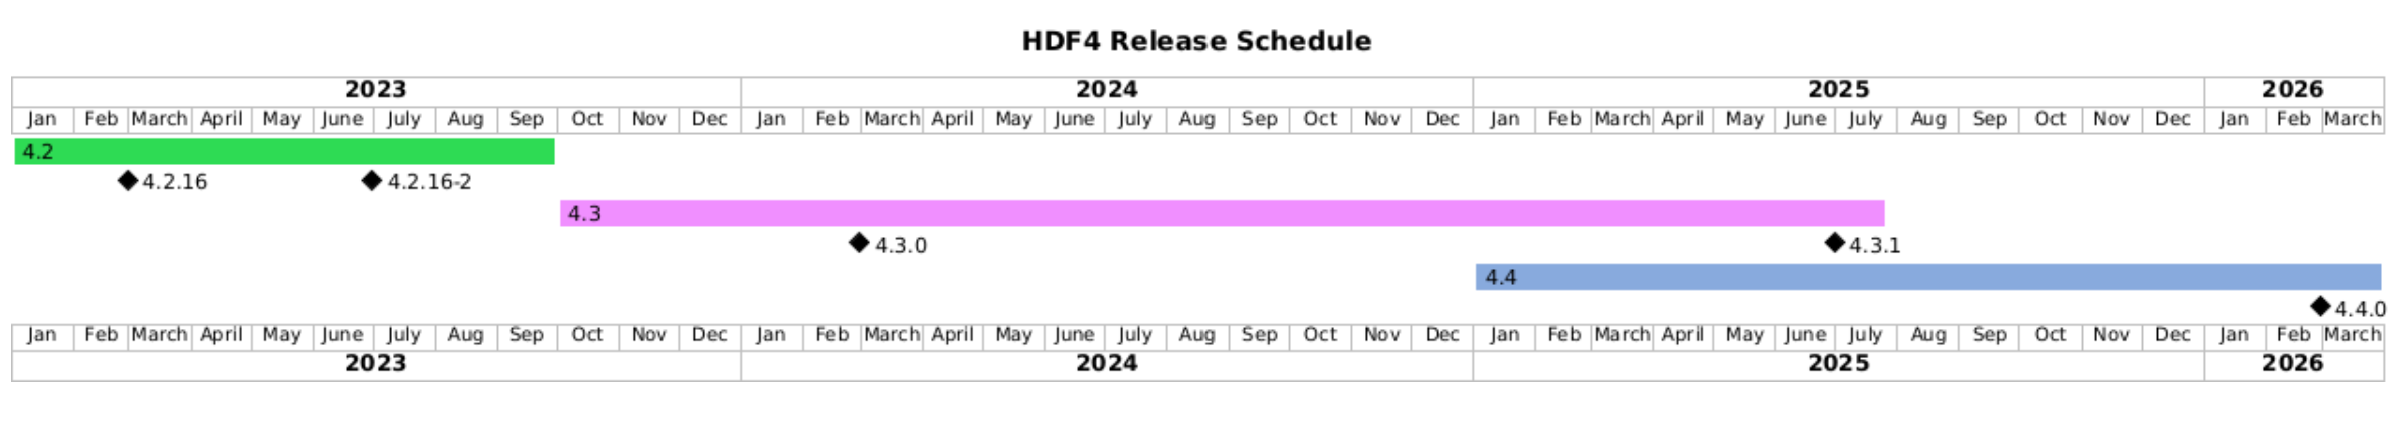 HDF4 Release Schedule
2023 2024 2025 2026
Jan Feb March April May June July Aug Sep Oct Nov Dec Jan Feb March April May June July Aug Sep Oct Nov Dec Jan Feb March April May June July Aug Sep Oct Nov Dec Jan Feb March
4.2
4.2.16 4.2.16-2
4.3
4.3.0 4.3.1
4.4
4.4.0
Jan Feb March April May June July Aug Sep Oct Nov Dec Jan Feb March April May June July Aug Sep Oct Nov Dec Jan Feb March April May June July Aug Sep Oct Nov Dec Jan Feb March
2023 2024 2025 2026